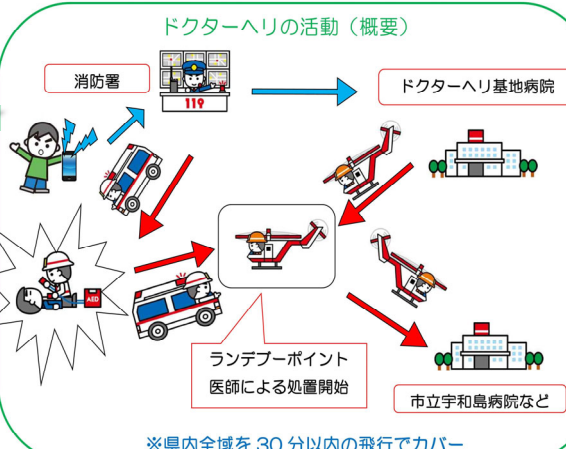 ドクターヘリの活動（概要）
消防署
119
ドクターヘリ基地病院
AED
ランデブーポイント
医師による処置開始
市立宇和島病院など
※県内全域を30分以内の飛行でカバー